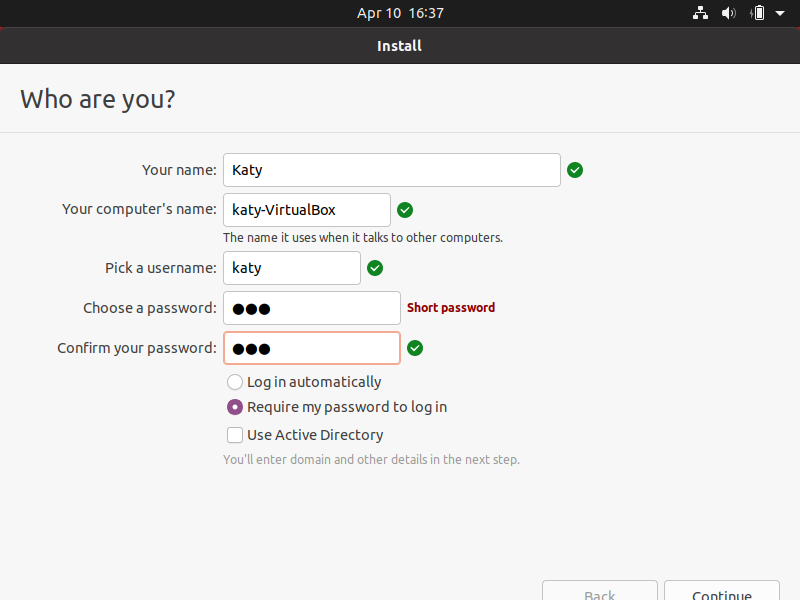 Apr 10 16:37
Install
Who are you?
Your name: Katy
Your computer's name: katy-VirtualBox
The name it uses when it talks to other computers.
Pick a username: katy
Choose a password: ●●● Short password
Confirm your password: ●●●
Log in automatically
Require my password to log in
Use Active Directory
You'll enter domain and other details in the next step.
Back Continue